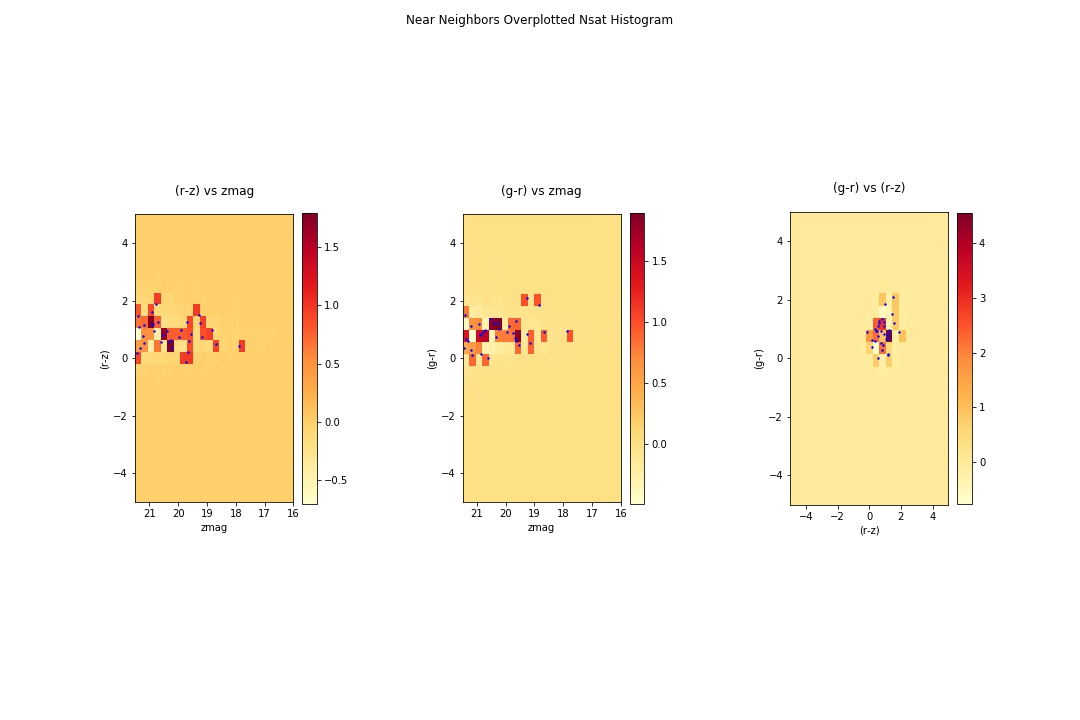 Near Neighbors Overplotted Nsat Histogram
(r-z) vs zmag
4
2
0
−2
−4
(r-z)
21 20 19 18 17 16
zmag
1.5
1.0
0.5
0.0
−0.5
(g-r) vs zmag
4
2
0
−2
−4
(g-r)
21 20 19 18 17 16
zmag
1.5
1.0
0.5
0.0
(g-r) vs (r-z)
4
2
0
−2
−4
(g-r)
−4 −2 0 2 4
(r-z)
4
3
2
1
0